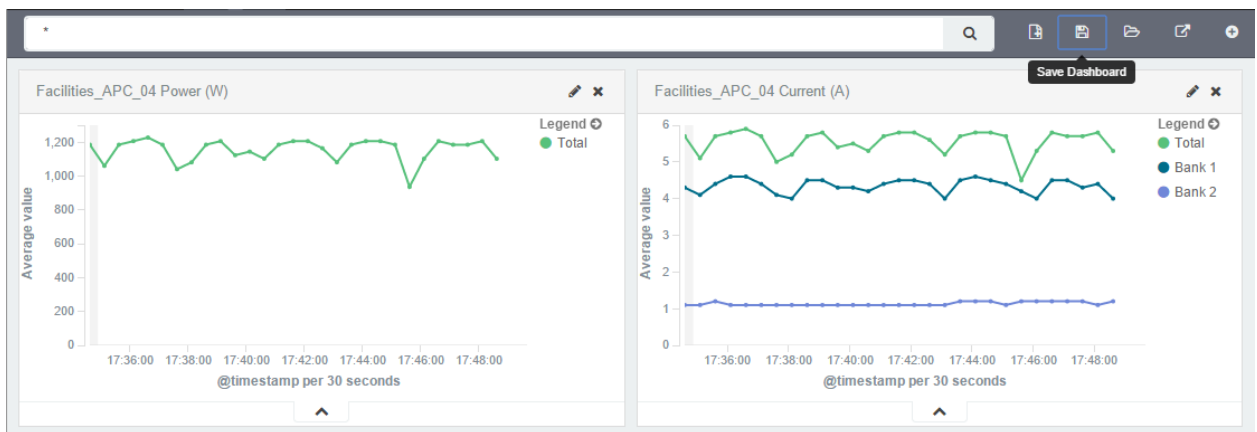 *
Save Dashboard
Facilities_APC_04 Power (W)
Legend
Total
Average value
1,200
1,000
800
600
400
200
0
17:36:00 17:38:00 17:40:00 17:42:00 17:44:00 17:46:00 17:48:00
@timestamp per 30 seconds
Facilities_APC_04 Current (A)
Legend
Total
Bank 1
Bank 2
Average value
6
5
4
3
2
1
0
17:36:00 17:38:00 17:40:00 17:42:00 17:44:00 17:46:00 17:48:00
@timestamp per 30 seconds